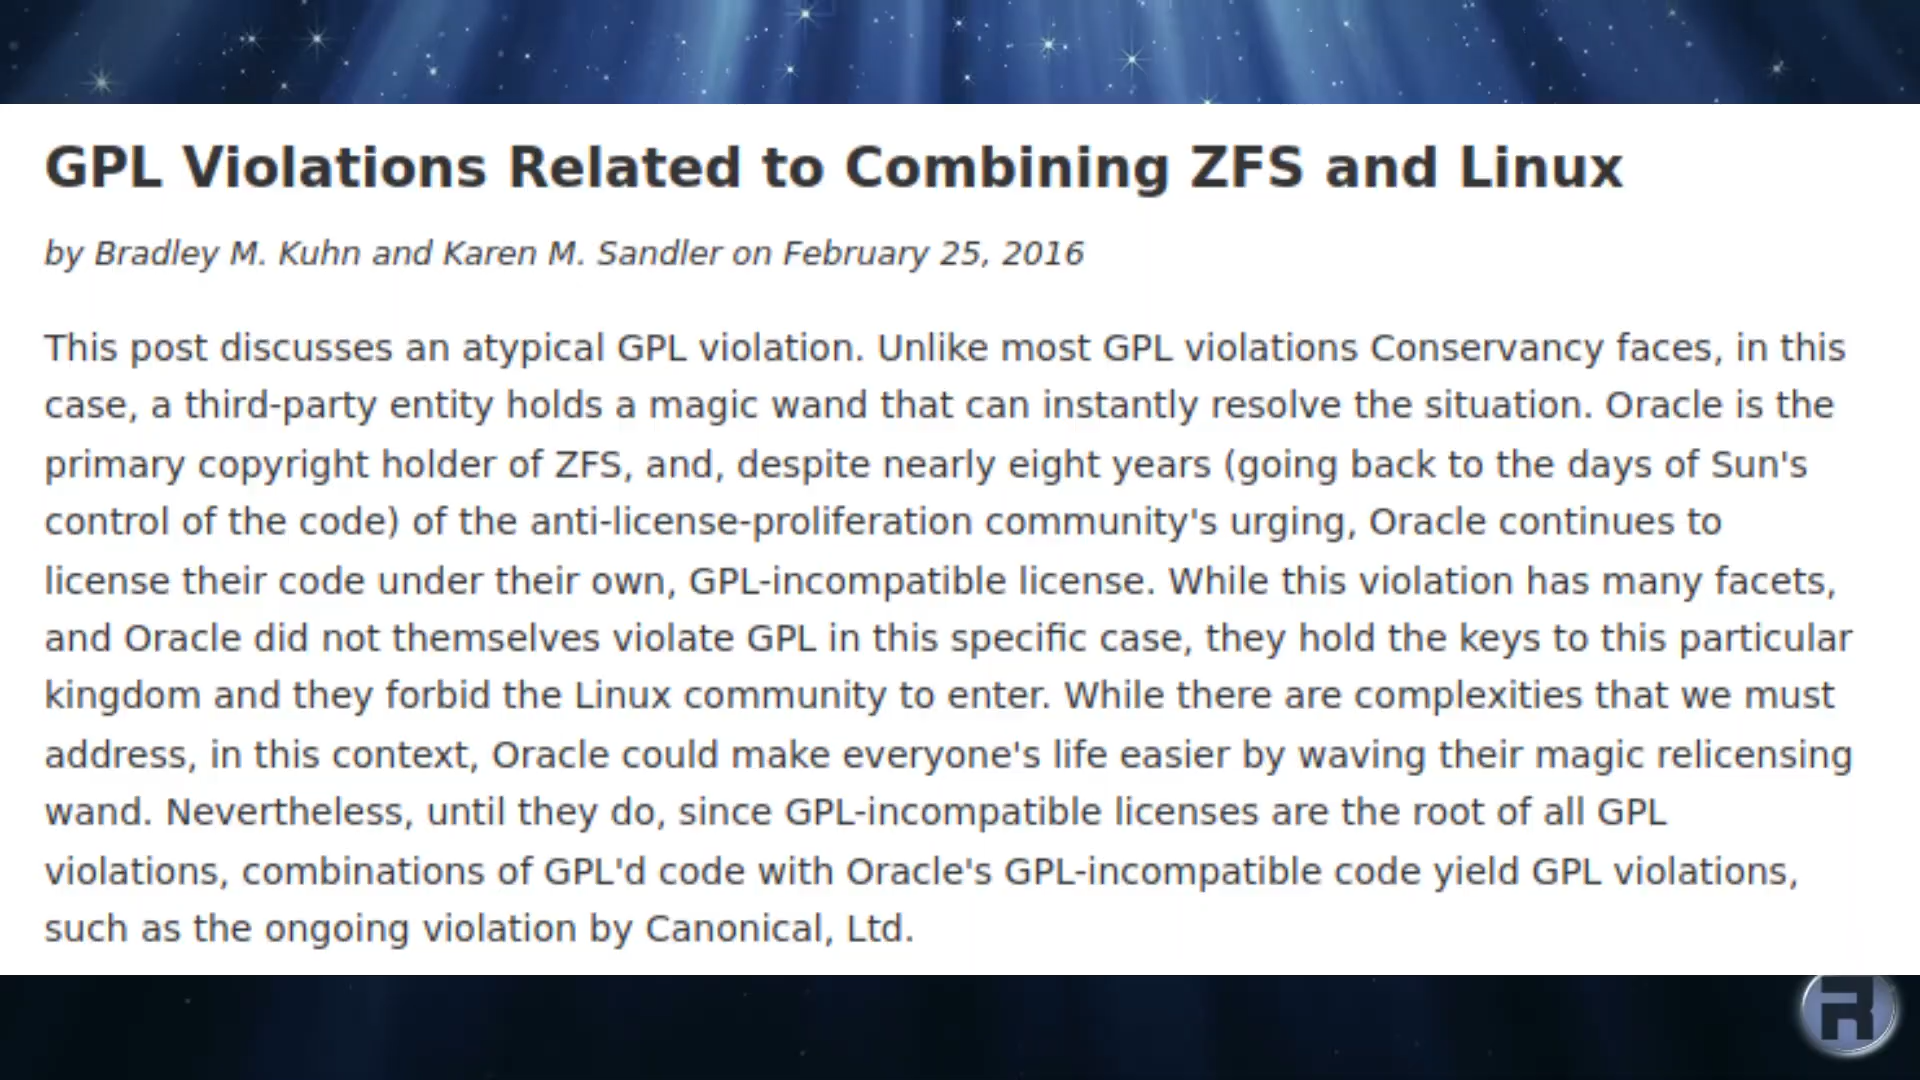 GPL Violations Related to Combining ZFS and Linux
by Bradley M. Kuhn and Karen M. Sandler on February 25, 2016
This post discusses an atypical GPL violation. Unlike most GPL violations Conservancy faces, in this
case, a third-party entity holds a magic wand that can instantly resolve the situation. Oracle is the
primary copyright holder of ZFS, and, despite nearly eight years (going back to the days of Sun's
control of the code) of the anti-license-proliferation community's urging, Oracle continues to
license their code under their own, GPL-incompatible license. While this violation has many facets,
and Oracle did not themselves violate GPL in this specific case, they hold the keys to this particular
kingdom and they forbid the Linux community to enter. While there are complexities that we must
address, in this context, Oracle could make everyone's life easier by waving their magic relicensing
wand. Nevertheless, until they do, since GPL-incompatible licenses are the root of all GPL
violations, combinations of GPL'd code with Oracle's GPL-incompatible code yield GPL violations,
such as the ongoing violation by Canonical, Ltd.
R